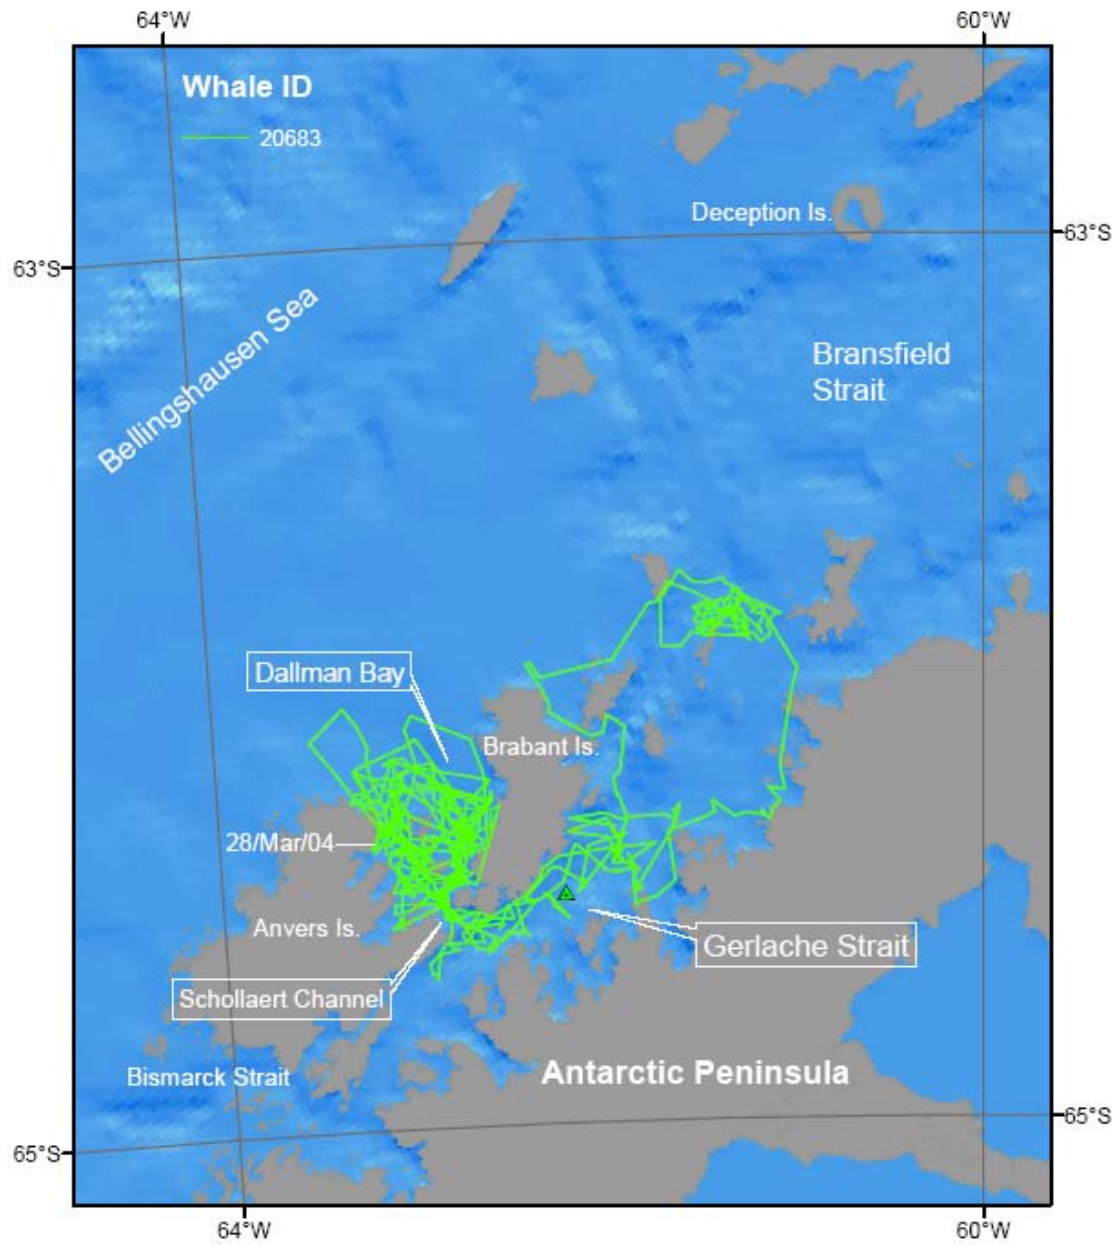 64°W
60°W
Whale ID
20683
Deception Is.
63°S
63°S
Bellingshausen Sea
Bransfield
Strait
Dallman Bay
Brabant Is.
28/Mar/04
Anvers Is.
Gerlache Strait
Schollaert Channel
Bismarck Strait
Antarctic Peninsula
65°S
65°S
64°W
60°W